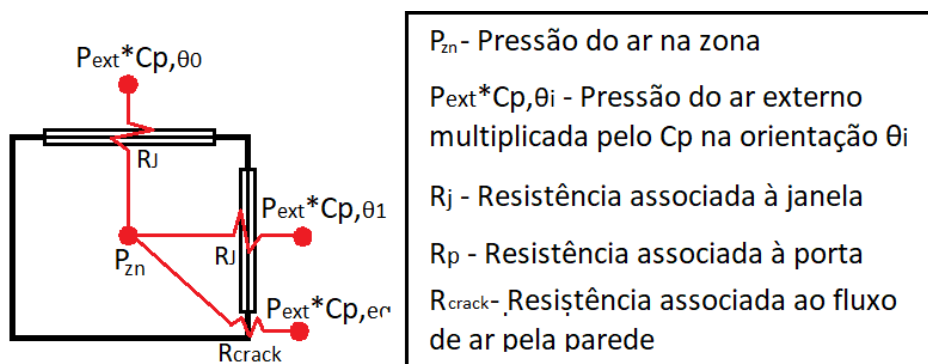 Pext*Cp,θ0
RJ
Pext*Cp,θ1
RJ
Pzn
Pext*Cp,eq
Rcrack
Pzn- Pressão do ar na zona
Pext*Cp,θi - Pressão do ar externo
multiplicada pelo Cp na orientação θi
Rj - Resistência associada à janela
Rp - Resistência associada à porta
Rcrack- Resistência associada ao fluxo
de ar pela parede